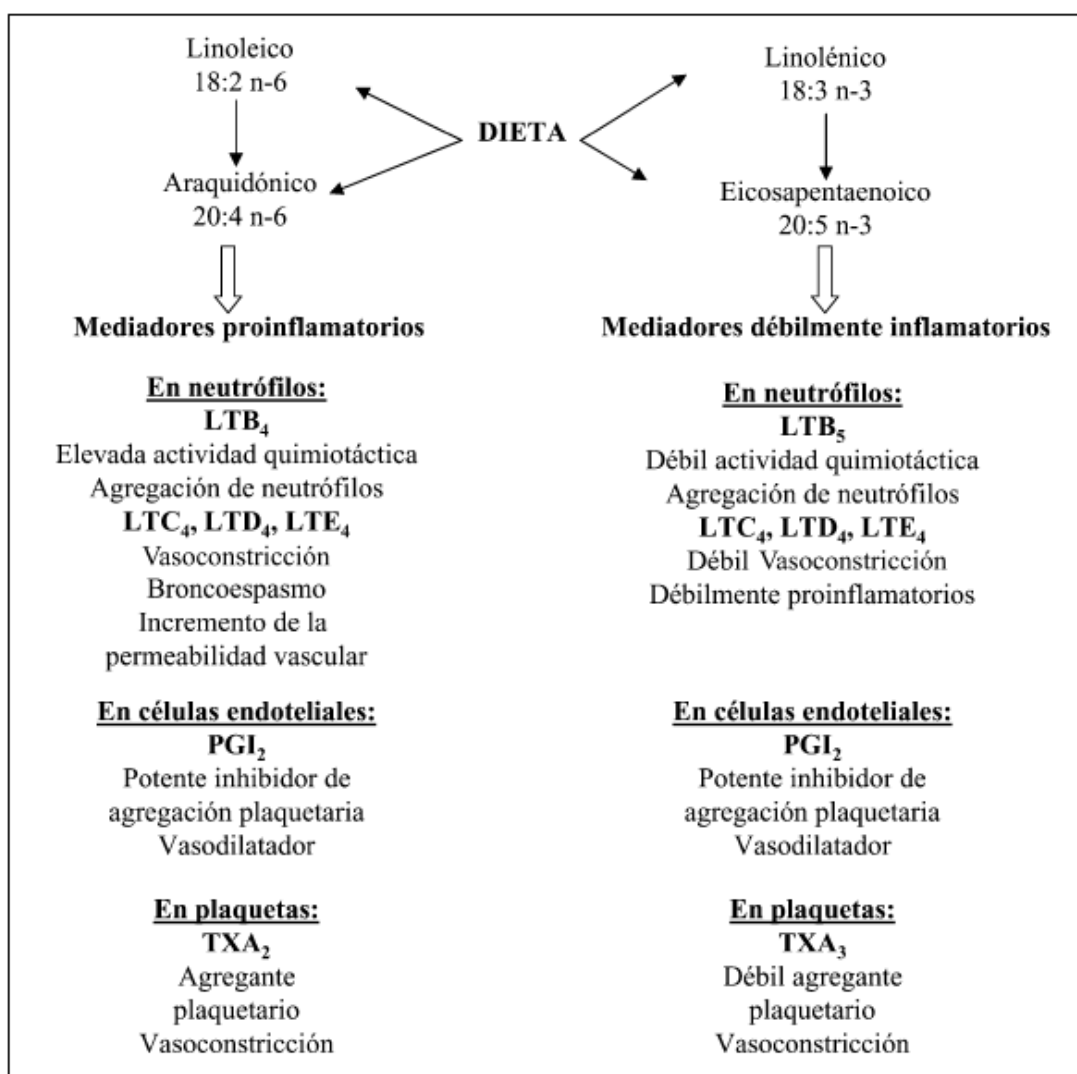 Linoleico
18:2 n-6
Araquidónico
20:4 n-6
DIETA
Linolénico
18:3 n-3
Eicosapentaenoico
20:5 n-3
Mediadores proinflamatorios
En neutrófilos:
LTB₄
Elevada actividad quimiotáctica
Agregación de neutrófilos
LTC₄, LTD₄, LTE₄
Vasoconstricción
Broncoespasmo
Incremento de la
permeabilidad vascular
En células endoteliales:
PGI₂
Potente inhibidor de
agregación plaquetaria
Vasodilatador
En plaquetas:
TXA₂
Agregante
plaquetario
Vasoconstricción
Mediadores débilmente inflamatorios
En neutrófilos:
LTB₅
Débil actividad quimiotáctica
Agregación de neutrófilos
LTC₄, LTD₄, LTE₄
Débil Vasoconstricción
Débilmente proinflamatorios
En células endoteliales:
PGI₂
Potente inhibidor de
agregación plaquetaria
Vasodilatador
En plaquetas:
TXA₃
Débil agregante
plaquetario
Vasoconstricción